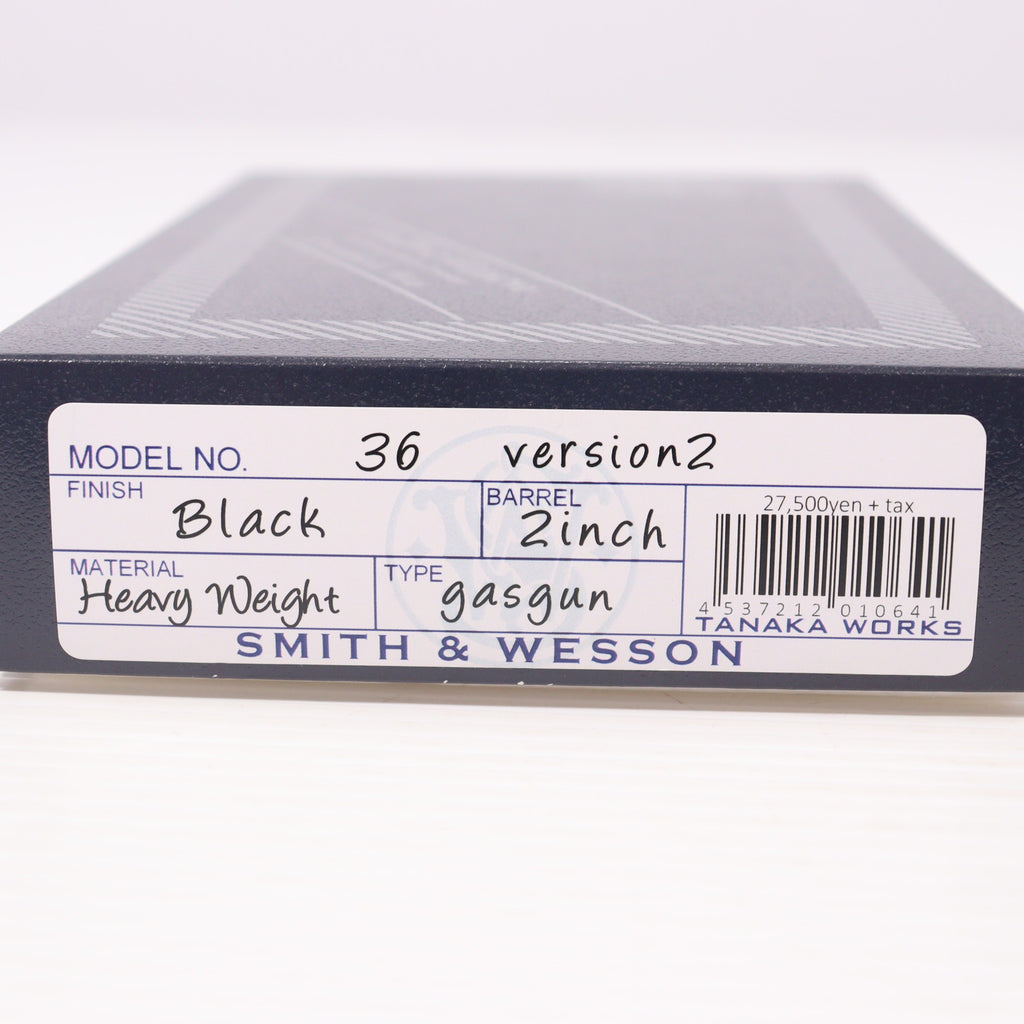 MODEL NO. 36 version2
FINISH Black
BARREL 2inch
27,500yen + tax
MATERIAL Heavy Weight
TYPE gasgun
4 537212 010641
TANAKA WORKS
SMITH & WESSON